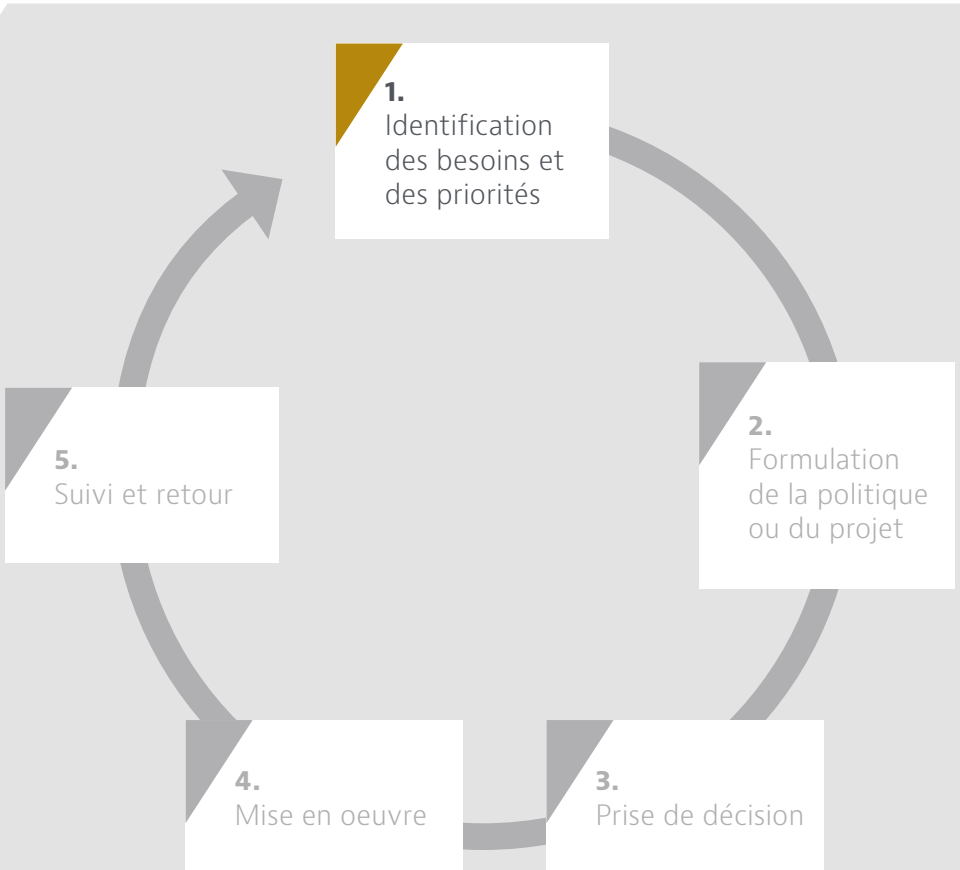 1.
Identification
des besoins et
des priorités
2.
Formulation
de la politique
ou du projet
3.
Prise de décision
4.
Mise en oeuvre
5.
Suivi et retour